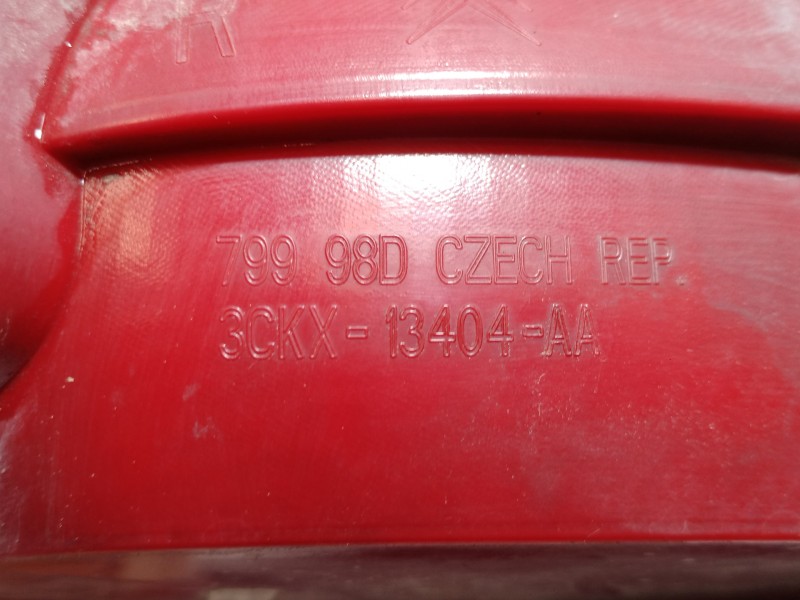 R
799 98D CZECH REP.
3CKX-13404-AA